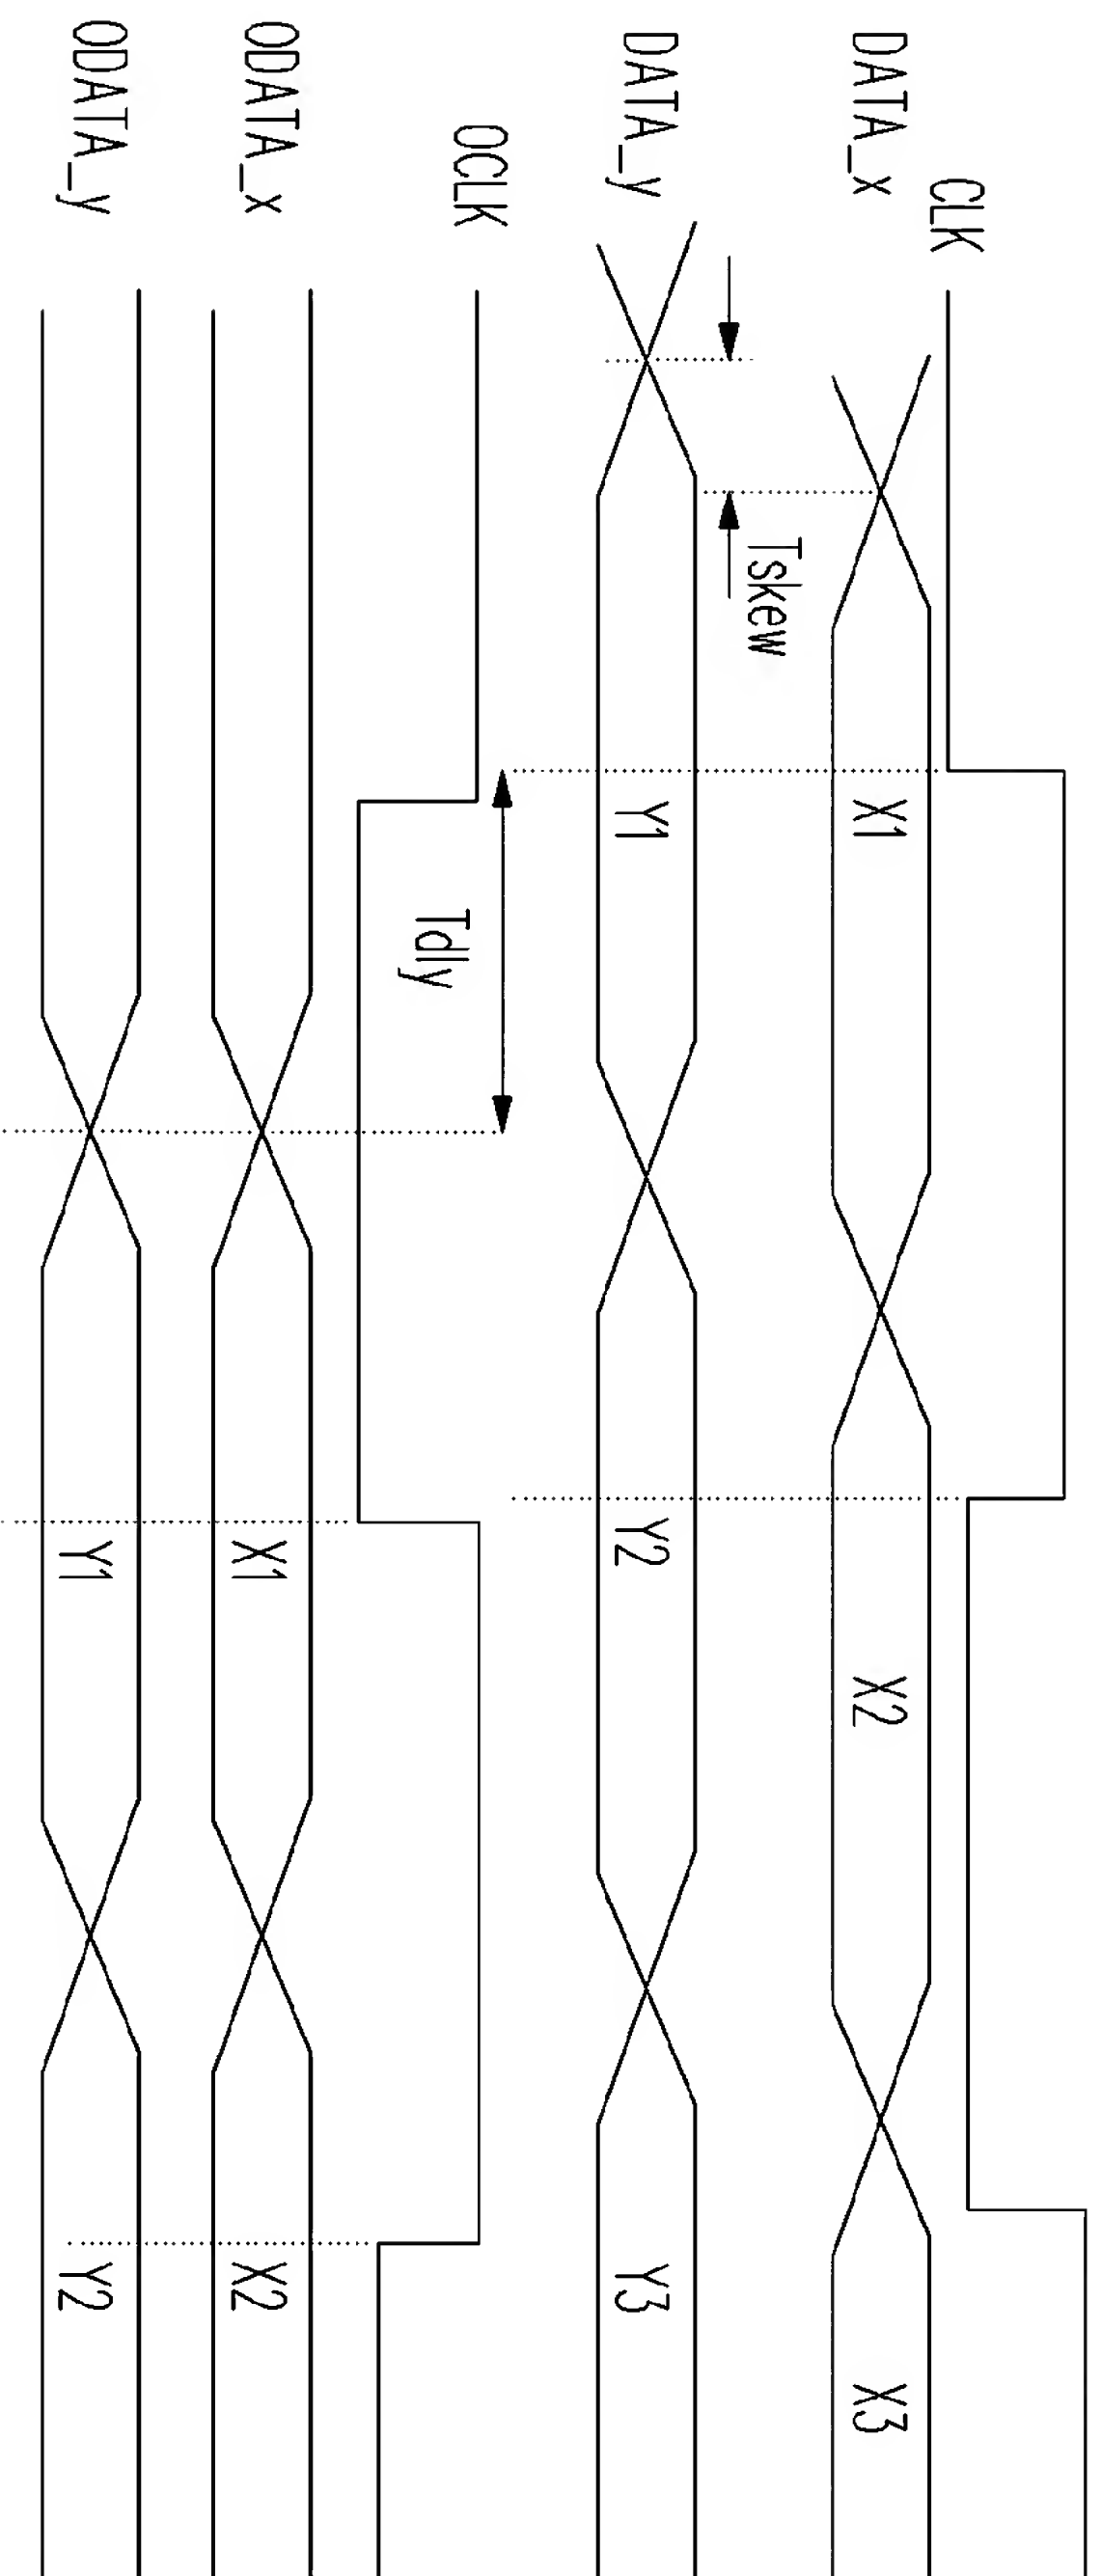 CLK
DATA_x X1 X2 X3
Tskew
DATA_y Y1 Y2 Y3
Tdly
OCLK
ODATA_x X1 X2
ODATA_y Y1 Y2